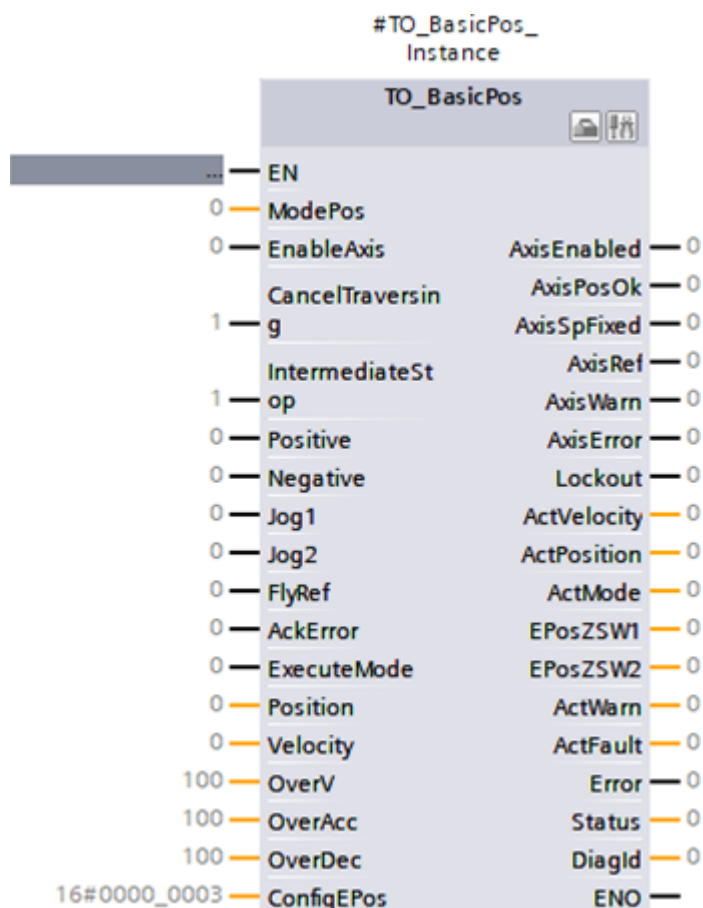 #TO_BasicPos_
Instance
TO_BasicPos
... EN
0 ModePos
0 EnableAxis AxisEnabled 0
CancelTraversin AxisPosOk 0
1 g AxisSpFixed 0
IntermediateSt AxisRef 0
1 op AxisWarn 0
0 Positive AxisError 0
0 Negative Lockout 0
0 Jog1 ActVelocity 0
0 Jog2 ActPosition 0
0 FlyRef ActMode 0
0 AckError EPosZSW1 0
0 ExecuteMode EPosZSW2 0
0 Position ActWarn 0
0 Velocity ActFault 0
100 OverV Error 0
100 OverAcc Status 0
100 OverDec DiagId 0
16#0000_0003 ConfigEPos ENO